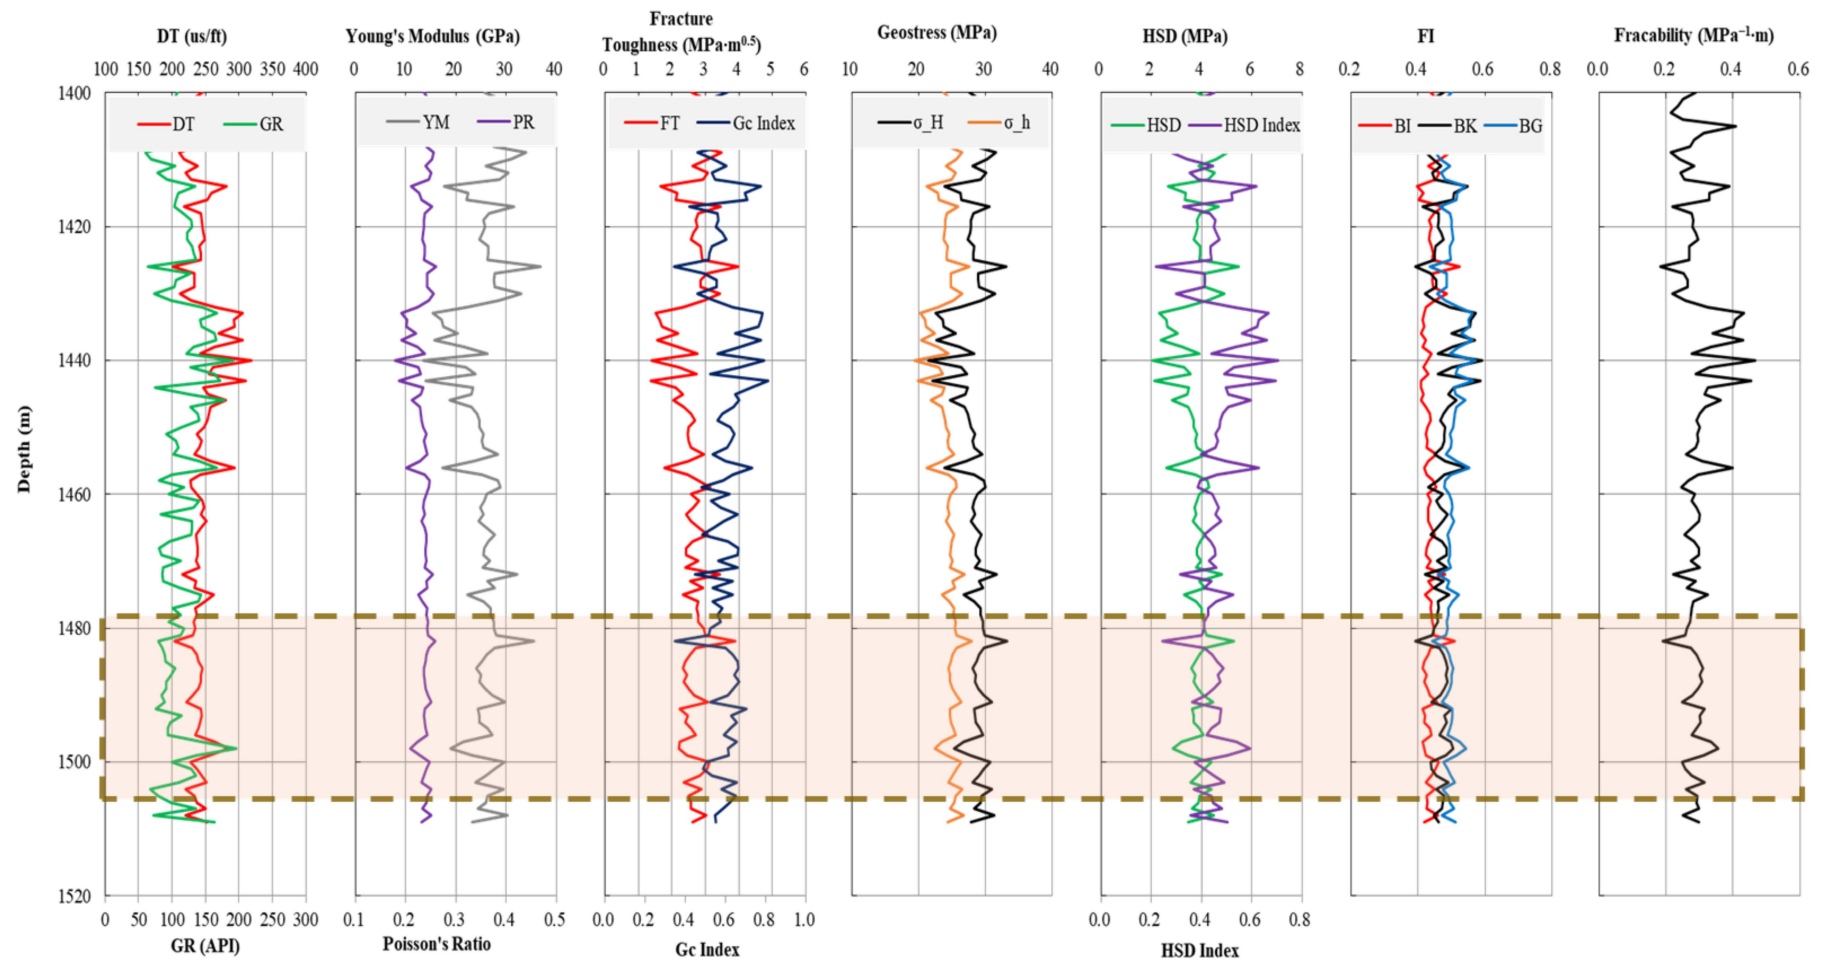 DT (us/ft)
100 150 200 250 300 350 400
DT GR
0 50 100 150 200 250 300
GR (API)
Young's Modulus (GPa)
0 10 20 30 40
YM PR
0.1 0.2 0.3 0.4 0.5
Poisson's Ratio
Fracture
Toughness (MPa·m0.5)
0 1 2 3 4 5 6
FT Gc Index
0.0 0.2 0.4 0.6 0.8 1.0
Gc Index
Geostress (MPa)
10 20 30 40
σ_H σ_h
HSD (MPa)
0 2 4 6 8
HSD HSD Index
0.0 0.2 0.4 0.6 0.8
HSD Index
FI
0.2 0.4 0.6 0.8
BI BK BG
Fracability (MPa−1·m)
0.0 0.2 0.4 0.6
Depth (m)
1400
1420
1440
1460
1480
1500
1520